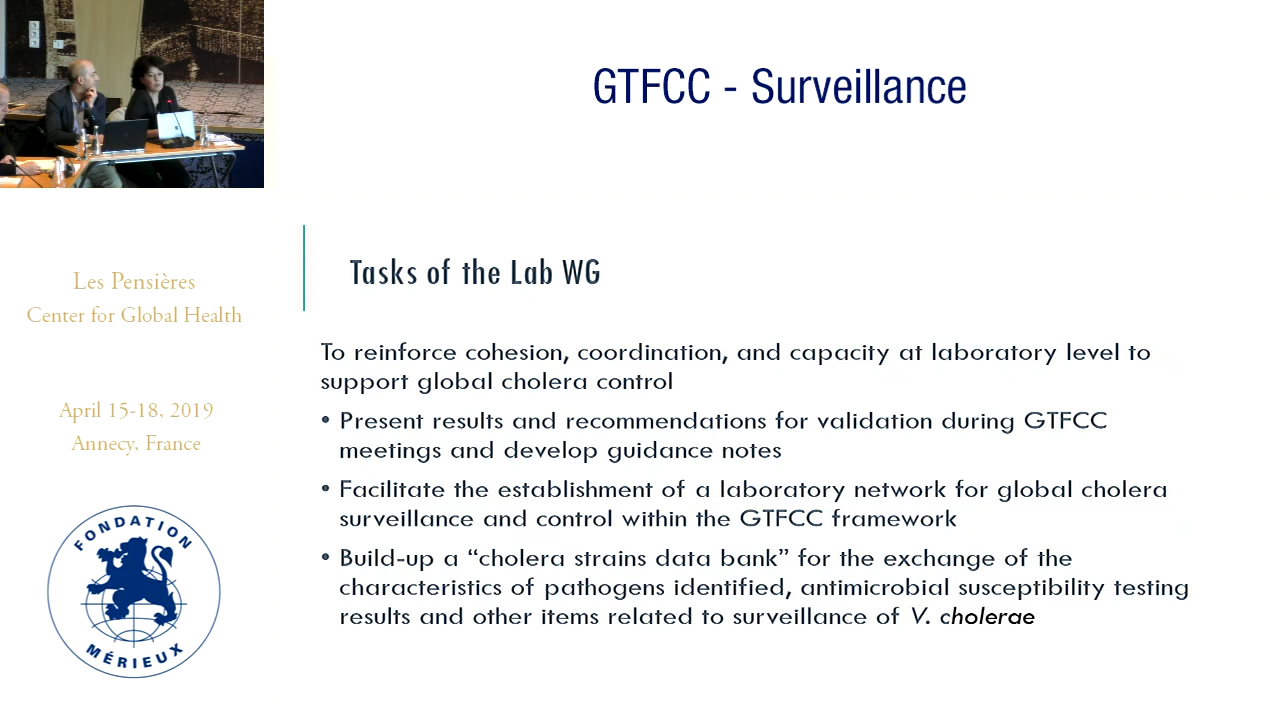 GTFCC - Surveillance
Les Pensières
Center for Global Health
April 15-18, 2019
Annecy, France
FONDATION
MÉRIEUX
Tasks of the Lab WG
To reinforce cohesion, coordination, and capacity at laboratory level to
support global cholera control
• Present results and recommendations for validation during GTFCC
meetings and develop guidance notes
• Facilitate the establishment of a laboratory network for global cholera
surveillance and control within the GTFCC framework
• Build-up a “cholera strains data bank” for the exchange of the
characteristics of pathogens identified, antimicrobial susceptibility testing
results and other items related to surveillance of V. cholerae